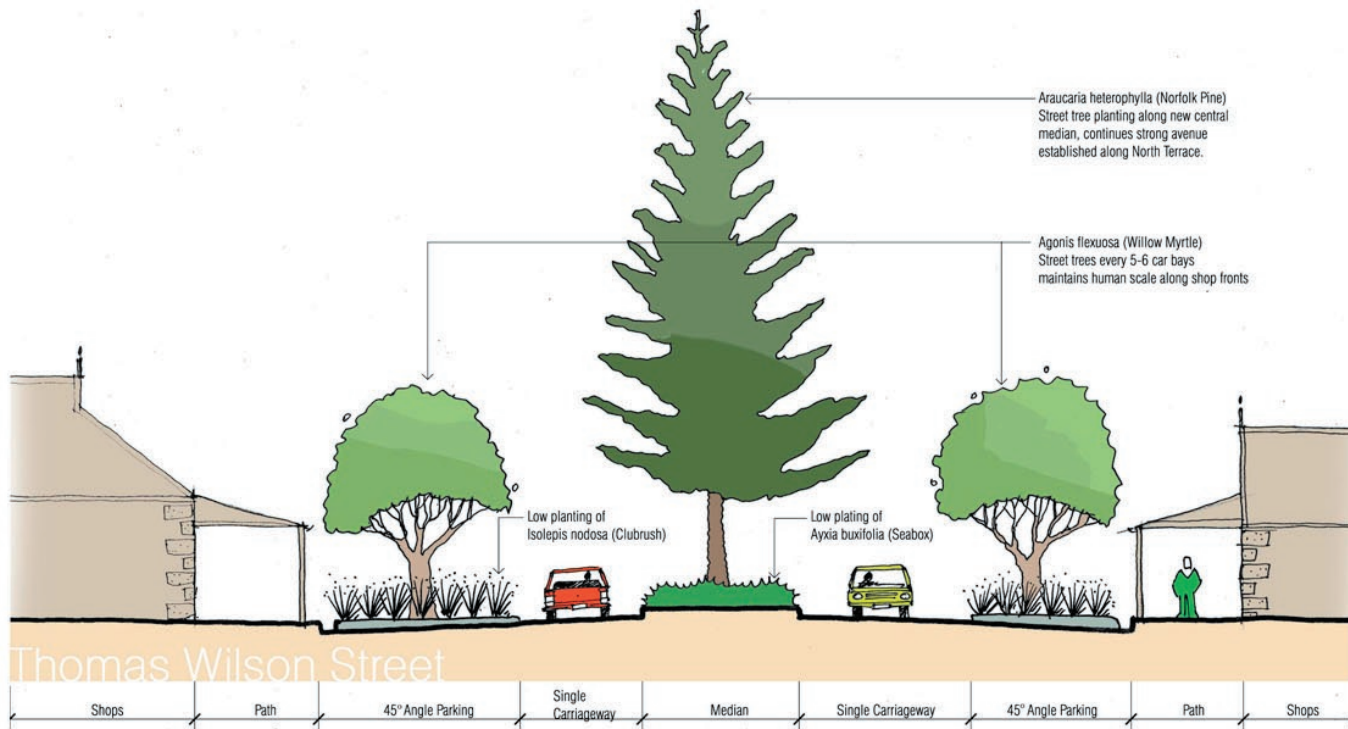 Araucaria heterophylla (Norfolk Pine)
Street tree planting along new central
median, continues strong avenue
established along North Terrace.
Agonis flexuosa (Willow Myrtle)
Street trees every 5-6 car bays
maintains human scale along shop fronts
Low planting of
Isolepis nodosa (Clubrush)
Low plating of
Ayxia buxifolia (Seabox)
Thomas Wilson Street
Shops
Path
45° Angle Parking
Single
Carriageway
Median
Single Carriageway
45° Angle Parking
Path
Shops